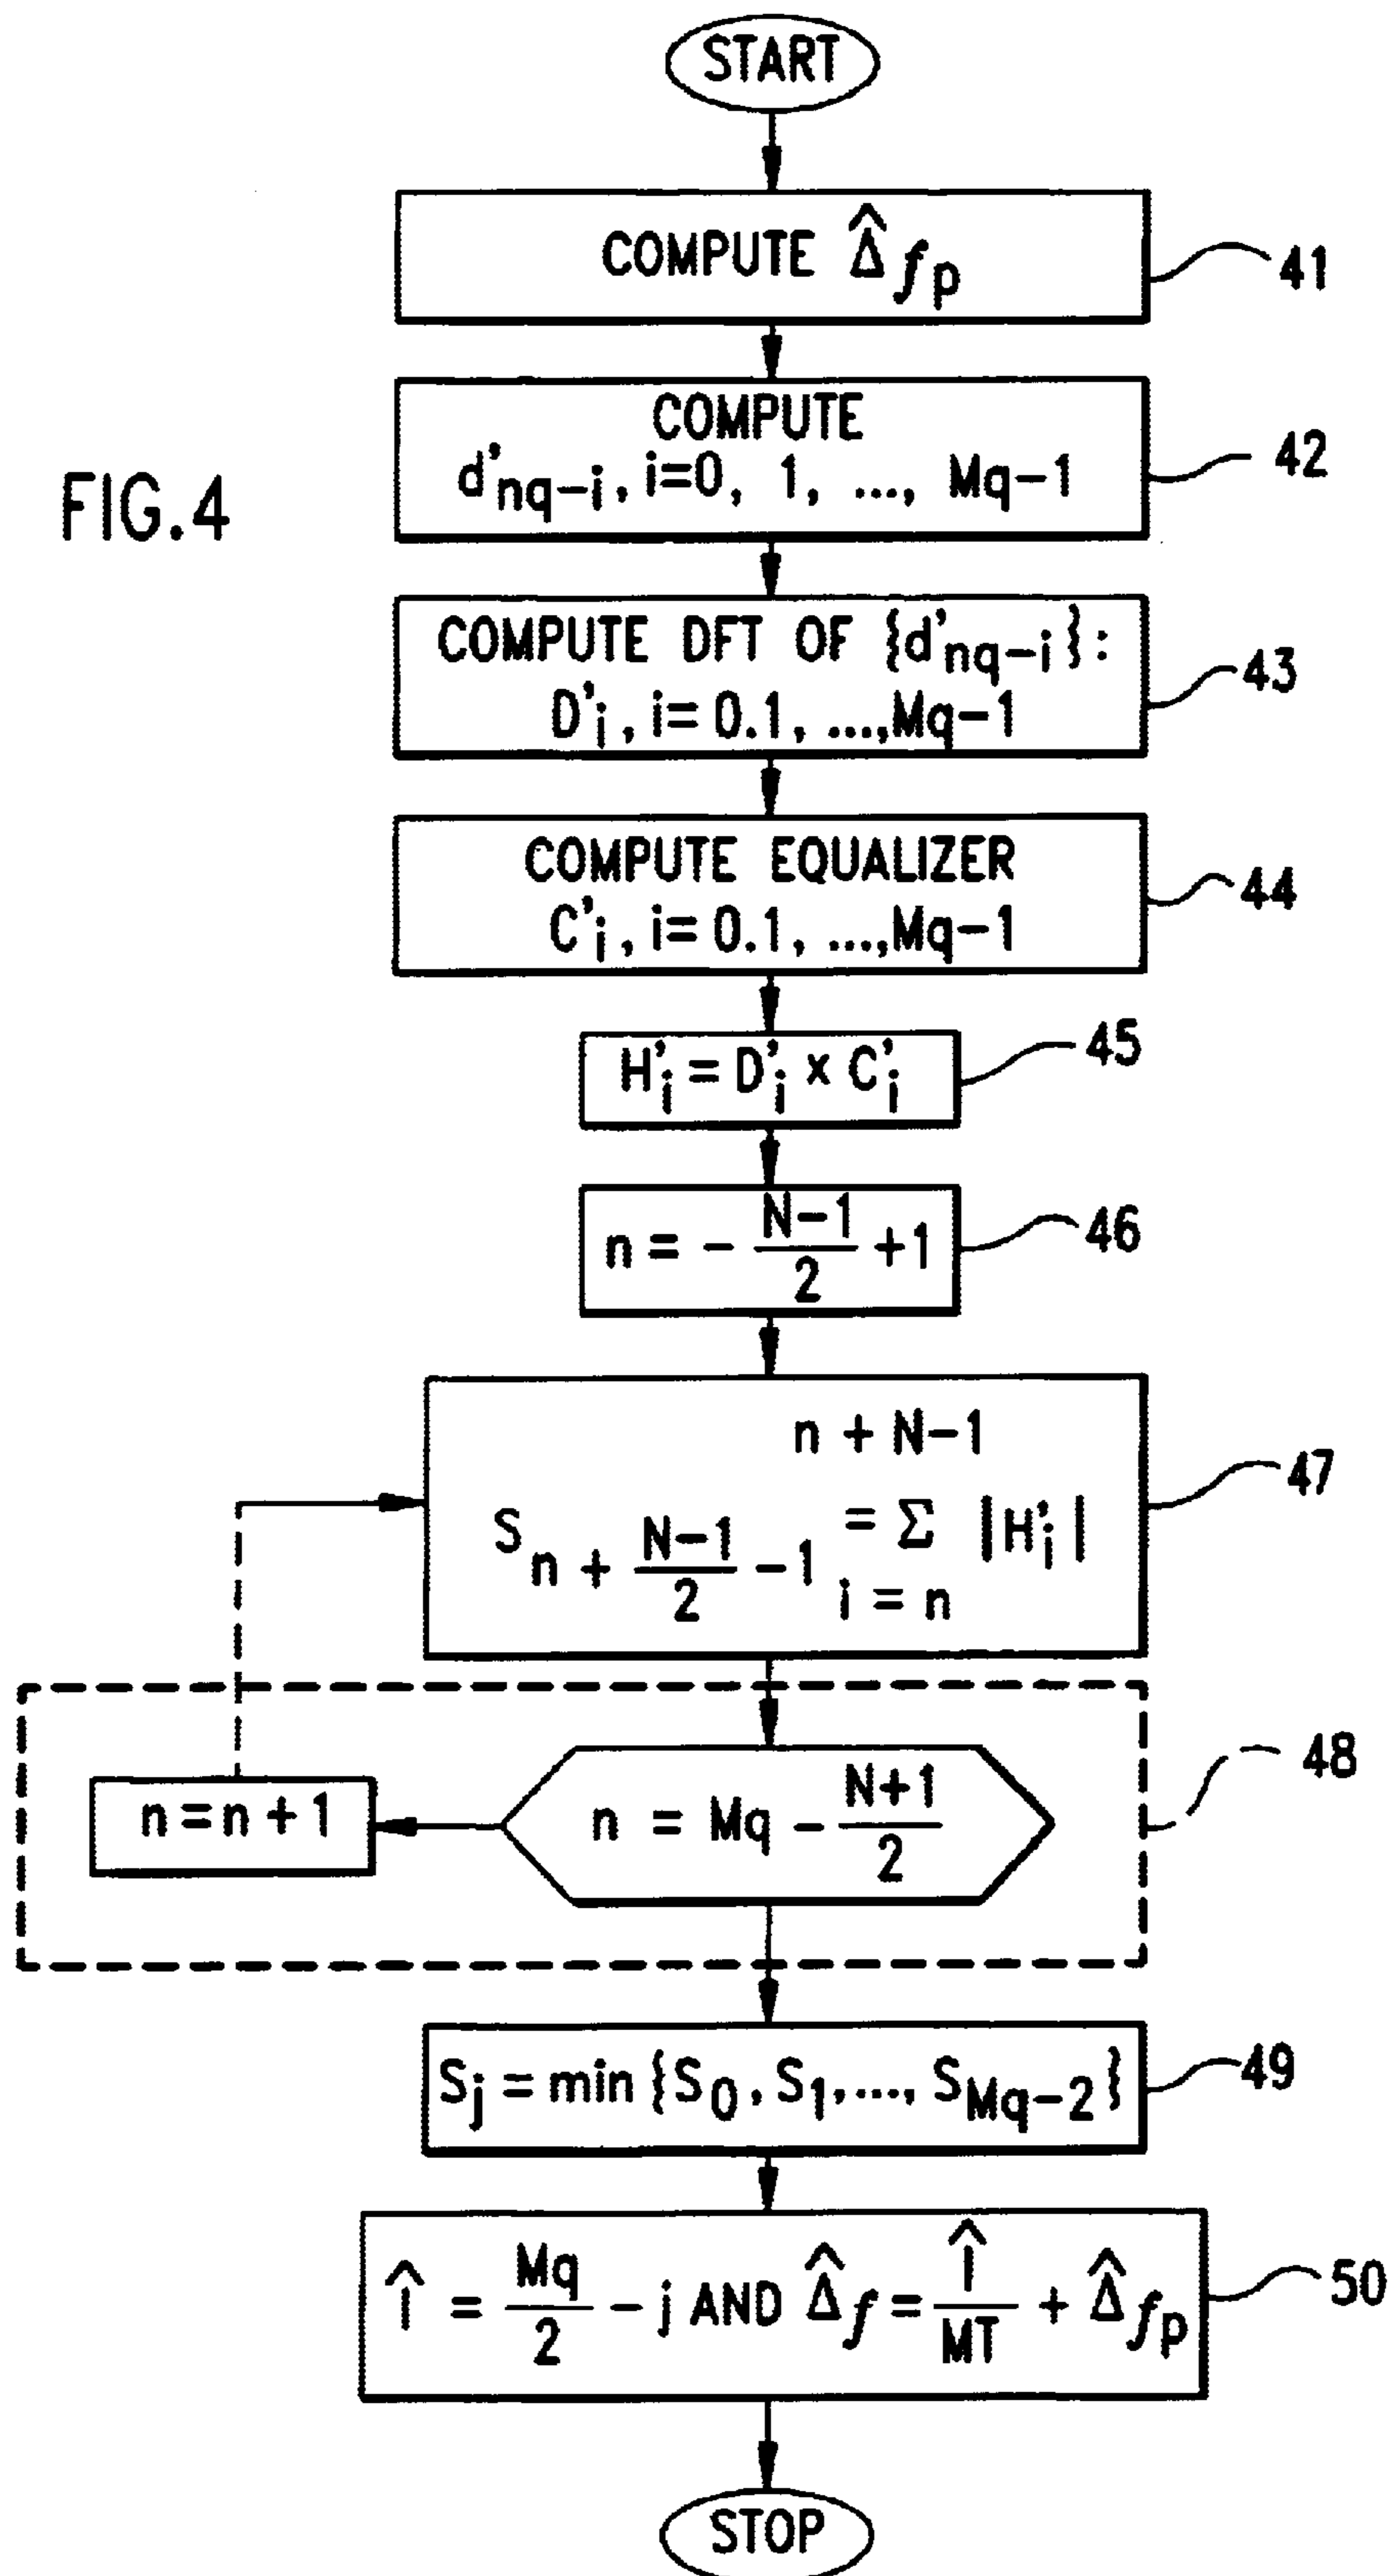 START
COMPUTE Δ̂fp
41
COMPUTE
d'nq-i, i=0, 1, ..., Mq-1
42
FIG.4
COMPUTE DFT OF {d'nq-i}:
D'i, i= 0.1, ...,Mq-1
43
COMPUTE EQUALIZER
C'i, i= 0.1, ...,Mq-1
44
H'i = D'i × C'i
45
n = - N-1/2 +1
46
n + N-1
S n + N-1/2 -1 = Σ |H'i|
i = n
47
48
n = n + 1
n = Mq - N+1/2
Sj = min {S0, S1, ..., SMq-2}
49
î = Mq/2 - j AND Δ̂f = î/MT + Δ̂fp
50
STOP